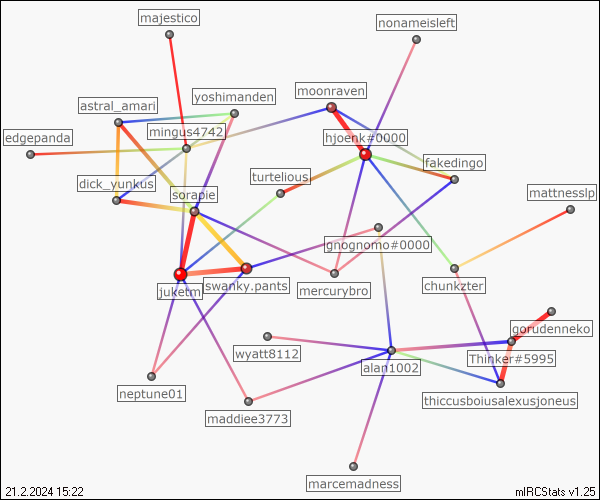 majestico
nonameisleft
moonraven
yoshimanden
astral_amari
mingus4742
edgepanda
hjoenk#0000
fakedingo
turtelious
dick_yunkus
sorapie
mattnesslp
gnognomo#0000
juketm
swanky.pants
mercurybro
chunkzter
gorudenneko
wyatt8112
Thinker#5995
alan1002
neptune01
thiccusboiusalexusjoneus
maddiee3773
marcemadness
21.2.2024 15:22
mIRCStats v1.25